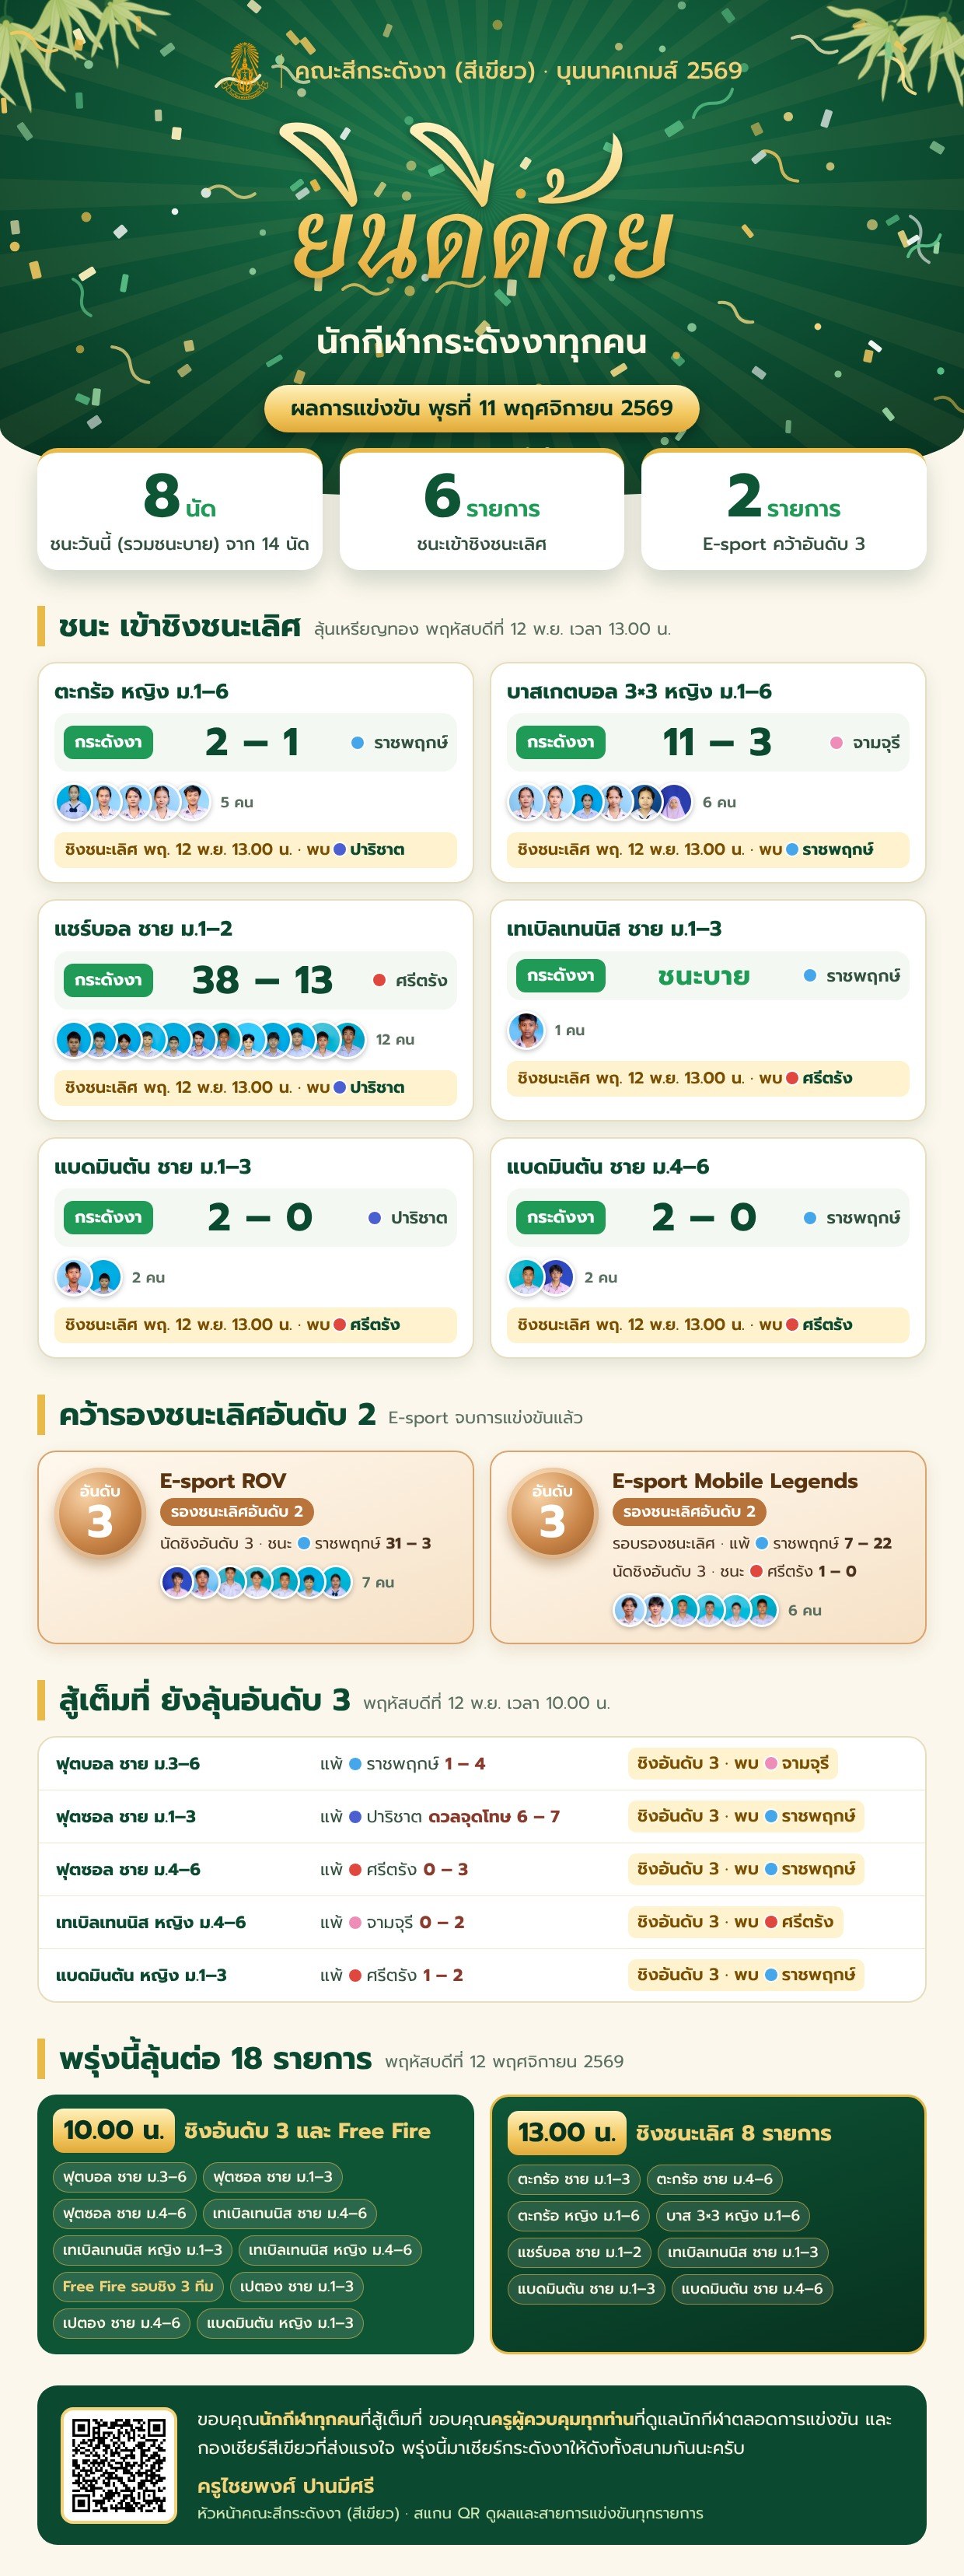 คณะสีกระดังงา (สีเขียว) · บุนนาคเกมส์ 2569
ยินดีด้วย
นักกีฬากระดังงาทุกคน
ผลการแข่งขัน พุธที่ 11 พฤศจิกายน 2569
8 นัด
ชนะวันนี้ (รวมชนะบาย) จาก 14 นัด
6 รายการ
ชนะเข้าชิงชนะเลิศ
2 รายการ
E-sport คว้าอันดับ 3
ชนะ เข้าชิงชนะเลิศ ลุ้นเหรียญทอง พฤหัสบดีที่ 12 พ.ย. เวลา 13.00 น.
ตะกร้อ หญิง ม.1–6
กระดังงา 2 – 1 ราชพฤกษ์
5 คน
ชิงชนะเลิศ พฤ. 12 พ.ย. 13.00 น. · พบ ปาริชาต
บาสเกตบอล 3×3 หญิง ม.1–6
กระดังงา 11 – 3 จามจุรี
6 คน
ชิงชนะเลิศ พฤ. 12 พ.ย. 13.00 น. · พบ ราชพฤกษ์
แชร์บอล ชาย ม.1–2
กระดังงา 38 – 13 ศรีตรัง
12 คน
ชิงชนะเลิศ พฤ. 12 พ.ย. 13.00 น. · พบ ปาริชาต
เทเบิลเทนนิส ชาย ม.1–3
กระดังงา ชนะบาย ราชพฤกษ์
1 คน
ชิงชนะเลิศ พฤ. 12 พ.ย. 13.00 น. · พบ ศรีตรัง
แบดมินตัน ชาย ม.1–3
กระดังงา 2 – 0 ปาริชาต
2 คน
ชิงชนะเลิศ พฤ. 12 พ.ย. 13.00 น. · พบ ศรีตรัง
แบดมินตัน ชาย ม.4–6
กระดังงา 2 – 0 ราชพฤกษ์
2 คน
ชิงชนะเลิศ พฤ. 12 พ.ย. 13.00 น. · พบ ศรีตรัง
คว้ารองชนะเลิศอันดับ 2 E-sport จบการแข่งขันแล้ว
อันดับ
3
E-sport ROV
รองชนะเลิศอันดับ 2
นัดชิงอันดับ 3 · ชนะ ราชพฤกษ์ 31 – 3
7 คน
อันดับ
3
E-sport Mobile Legends
รองชนะเลิศอันดับ 2
รอบรองชนะเลิศ · แพ้ ราชพฤกษ์ 7 – 22
นัดชิงอันดับ 3 · ชนะ ศรีตรัง 1 – 0
6 คน
สู้เต็มที่ ยังลุ้นอันดับ 3 พฤหัสบดีที่ 12 พ.ย. เวลา 10.00 น.
ฟุตบอล ชาย ม.3–6 แพ้ ราชพฤกษ์ 1 – 4 ชิงอันดับ 3 · พบ จามจุรี
ฟุตซอล ชาย ม.1–3 แพ้ ปาริชาต ดวลจุดโทษ 6 – 7 ชิงอันดับ 3 · พบ ราชพฤกษ์
ฟุตซอล ชาย ม.4–6 แพ้ ศรีตรัง 0 – 3 ชิงอันดับ 3 · พบ ราชพฤกษ์
เทเบิลเทนนิส หญิง ม.4–6 แพ้ จามจุรี 0 – 2 ชิงอันดับ 3 · พบ ศรีตรัง
แบดมินตัน หญิง ม.1–3 แพ้ ศรีตรัง 1 – 2 ชิงอันดับ 3 · พบ ราชพฤกษ์
พรุ่งนี้ลุ้นต่อ 18 รายการ พฤหัสบดีที่ 12 พฤศจิกายน 2569
10.00 น. ชิงอันดับ 3 และ Free Fire
ฟุตบอล ชาย ม.3–6 ฟุตซอล ชาย ม.1–3
ฟุตซอล ชาย ม.4–6 เทเบิลเทนนิส ชาย ม.4–6
เทเบิลเทนนิส หญิง ม.1–3 เทเบิลเทนนิส หญิง ม.4–6
Free Fire รอบชิง 3 ทีม เปตอง ชาย ม.1–3
เปตอง ชาย ม.4–6 แบดมินตัน หญิง ม.1–3
13.00 น. ชิงชนะเลิศ 8 รายการ
ตะกร้อ ชาย ม.1–3 ตะกร้อ ชาย ม.4–6
ตะกร้อ หญิง ม.1–6 บาส 3×3 หญิง ม.1–6
แชร์บอล ชาย ม.1–2 เทเบิลเทนนิส ชาย ม.1–3
แบดมินตัน ชาย ม.1–3 แบดมินตัน ชาย ม.4–6
ขอบคุณนักกีฬาทุกคนที่สู้เต็มที่ ขอบคุณครูผู้ควบคุมทุกท่านที่ดูแลนักกีฬาตลอดการแข่งขัน และ
กองเชียร์สีเขียวที่ส่งแรงใจ พรุ่งนี้มาเชียร์กระดังงาให้ดังทั้งสนามกันนะครับ
ครูไชยพงศ์ ปานมีศรี
หัวหน้าคณะสีกระดังงา (สีเขียว) · สแกน QR ดูผลและสายการแข่งขันทุกรายการ